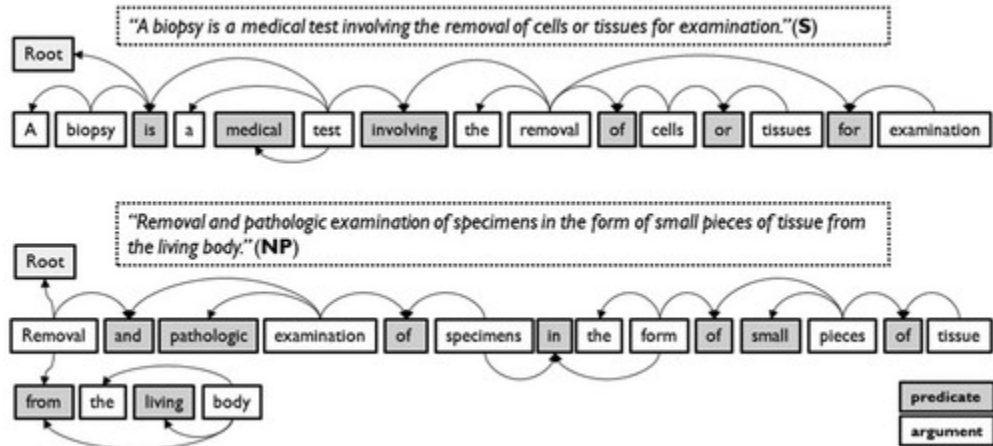 “A biopsy is a medical test involving the removal of cells or tissues for examination.”(S)
Root
A biopsy is a medical test involving the removal of cells or tissues for examination
“Removal and pathologic examination of specimens in the form of small pieces of tissue from
the living body.”(NP)
Root
Removal and pathologic examination of specimens in the form of small pieces of tissue
from the living body
predicate
argument